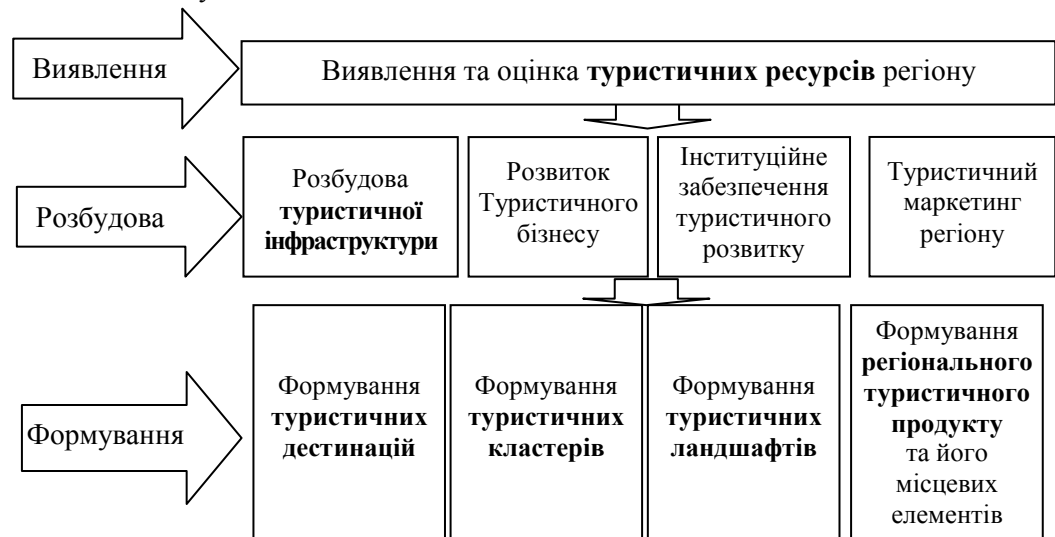 Виявлення
Виявлення та оцінка туристичних ресурсів регіону
Розбудова
Розбудова
туристичної
інфраструктури
Розвиток
Туристичного
бізнесу
Інституційне
забезпечення
туристичного
розвитку
Туристичний
маркетинг
регіону
Формування
Формування
туристичних
дестинацій
Формування
туристичних
кластерів
Формування
туристичних
ландшафтів
Формування
регіонального
туристичного
продукту
та його
місцевих
елементів